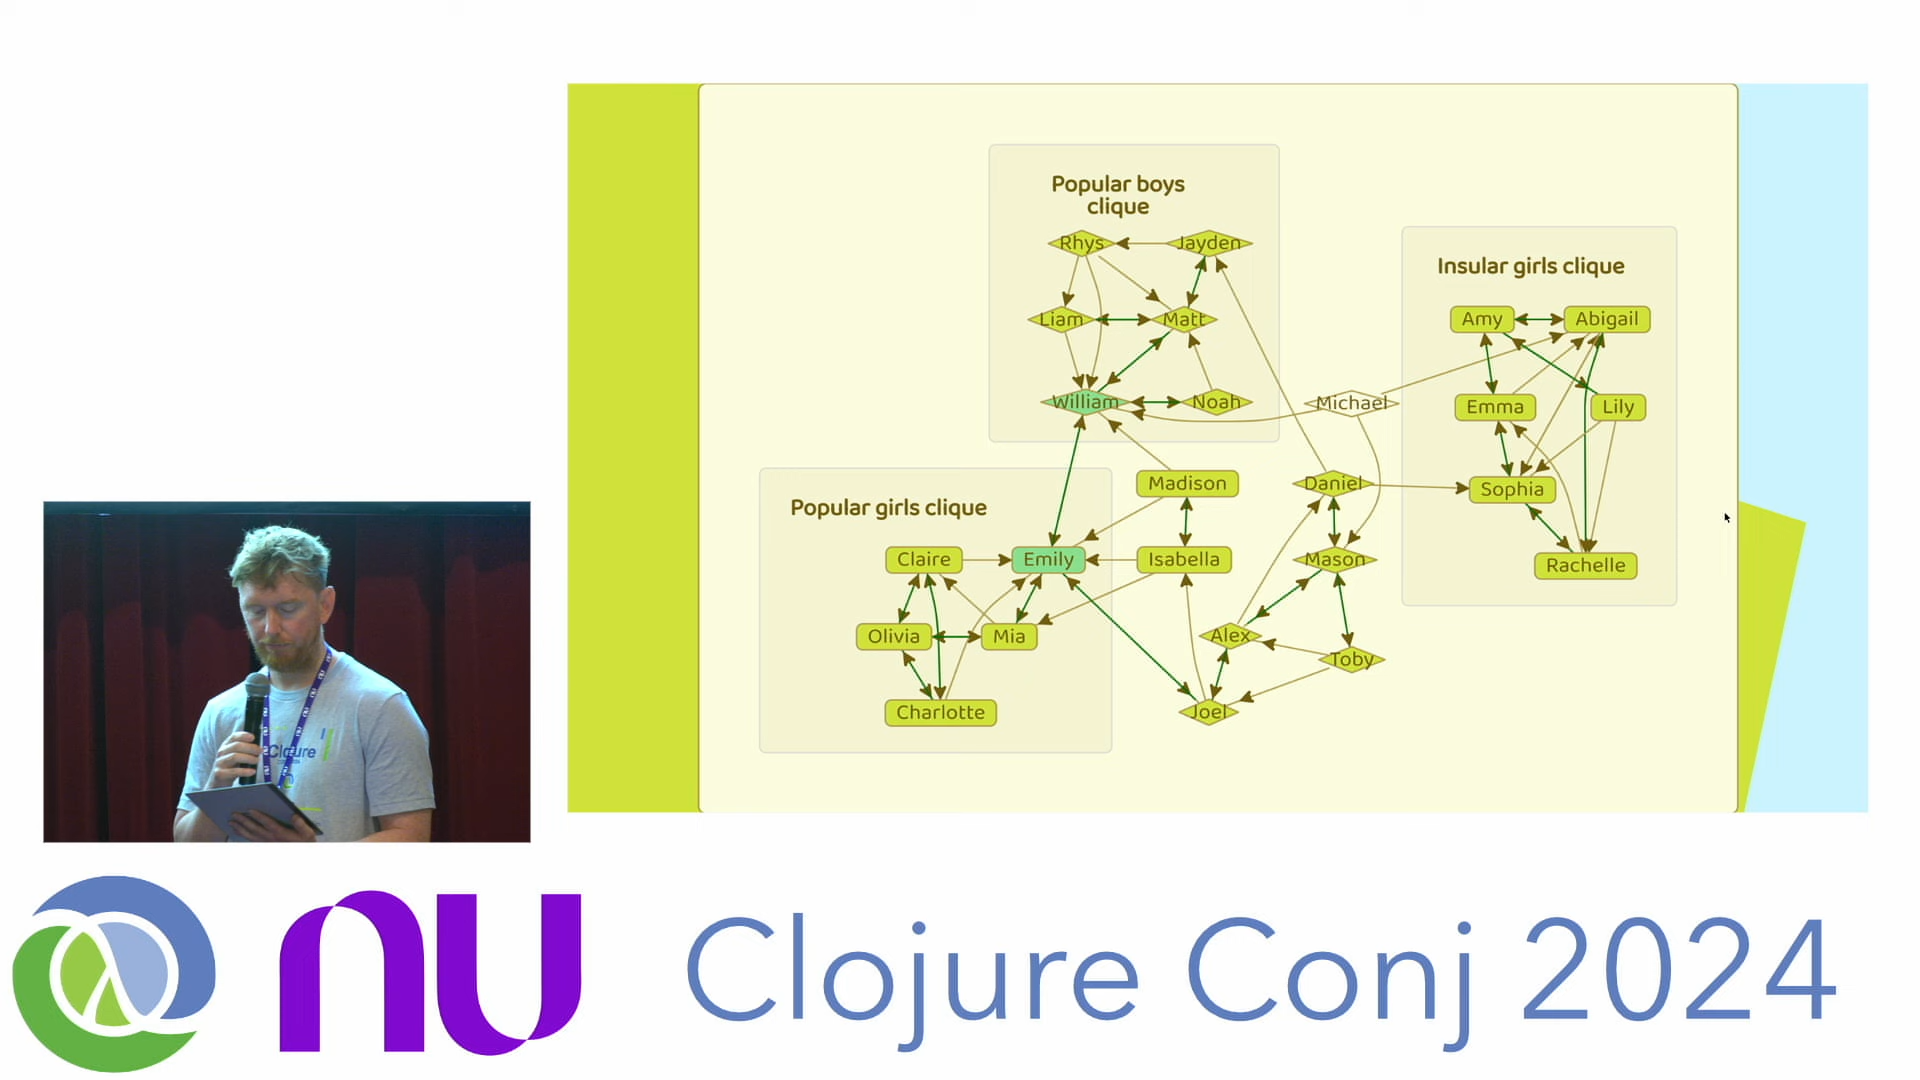 Popular boys
clique
Rhys
Jayden
Liam
Matt
William
Noah
Michael
Insular girls clique
Amy
Abigail
Emma
Lily
Sophia
Rachelle
Madison
Daniel
Popular girls clique
Claire
Emily
Isabella
Mason
Olivia
Mia
Alex
Toby
Charlotte
Joel
Clojure
nu
Clojure Conj 2024